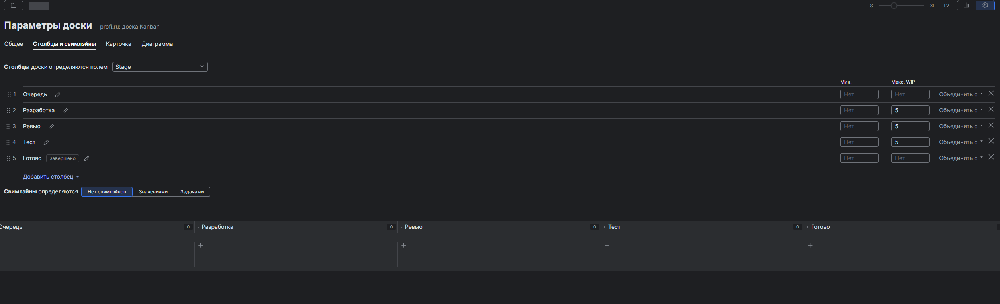 S XL TV
Параметры доски profi.ru: доска Kanban
Общее Столбцы и свимлэйны Карточка Диаграмма
Столбцы доски определяются полем Stage
Мин. Макс. WIP
1 Очередь Нет Нет Объединить с
2 Разработка Нет 5 Объединить с
3 Ревью Нет 5 Объединить с
4 Тест Нет 5 Объединить с
5 Готово завершено Нет Нет Объединить с
Добавить столбец
Свимлэйны определяются Нет свимлэйнов Значениями Задачами
Очередь 0 Разработка 0 Ревью 0 Тест 0 Готово